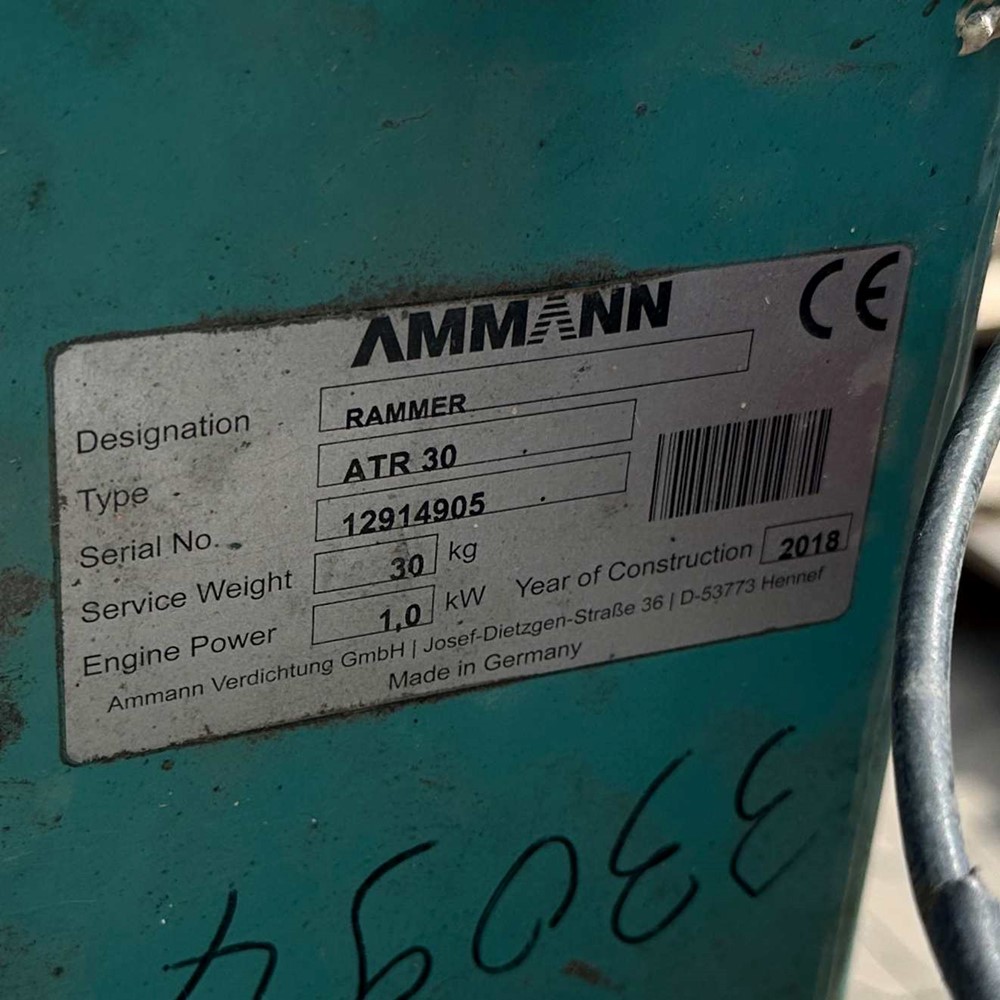 AMMANN
CE
Designation RAMMER
Type ATR 30
Serial No. 12914905
Service Weight 30 kg
Engine Power 1,0 kW Year of Construction 2018
Ammann Verdichtung GmbH | Josef-Dietzgen-Straße 36 | D-53773 Hennef
Made in Germany